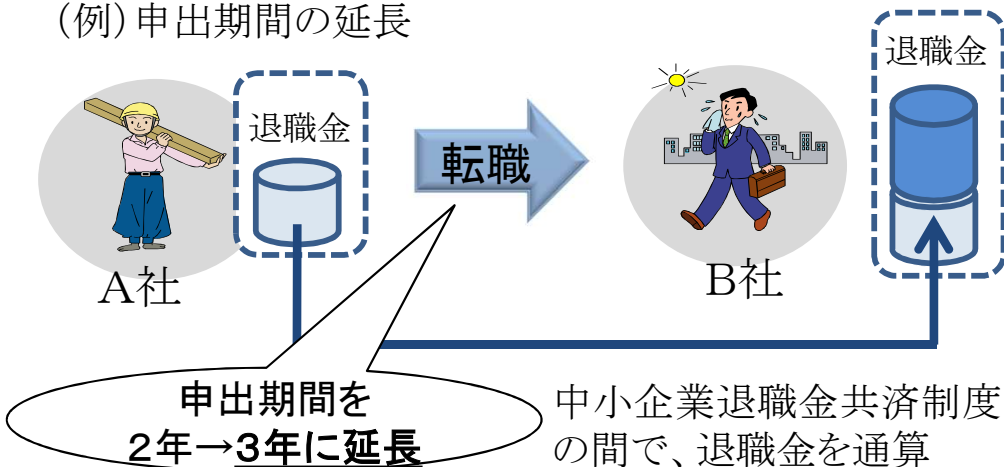 (例)申出期間の延長
退職金
退職金
転職
A社
B社
申出期間を
2年→3年に延長
中小企業退職金共済制度
の間で、退職金を通算